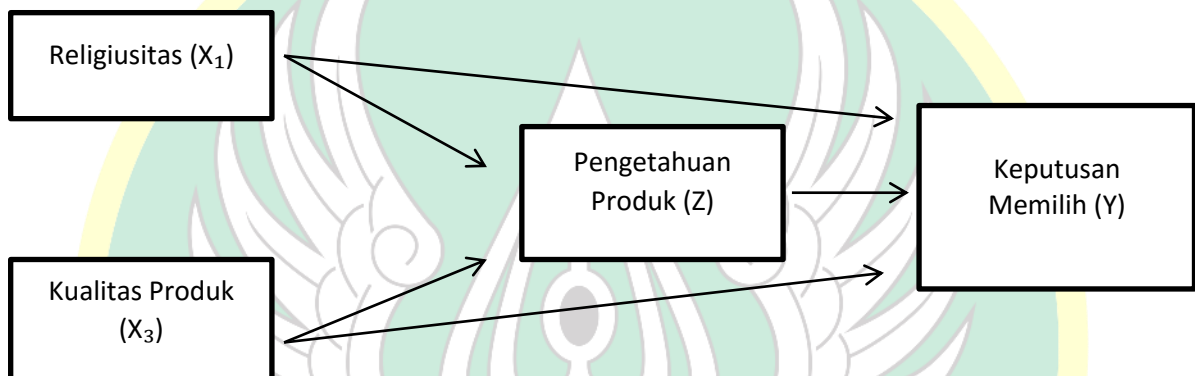 Religiusitas (X₁)
Pengetahuan
Produk (Z)
Keputusan
Memilih (Y)
Kualitas Produk
(X₃)